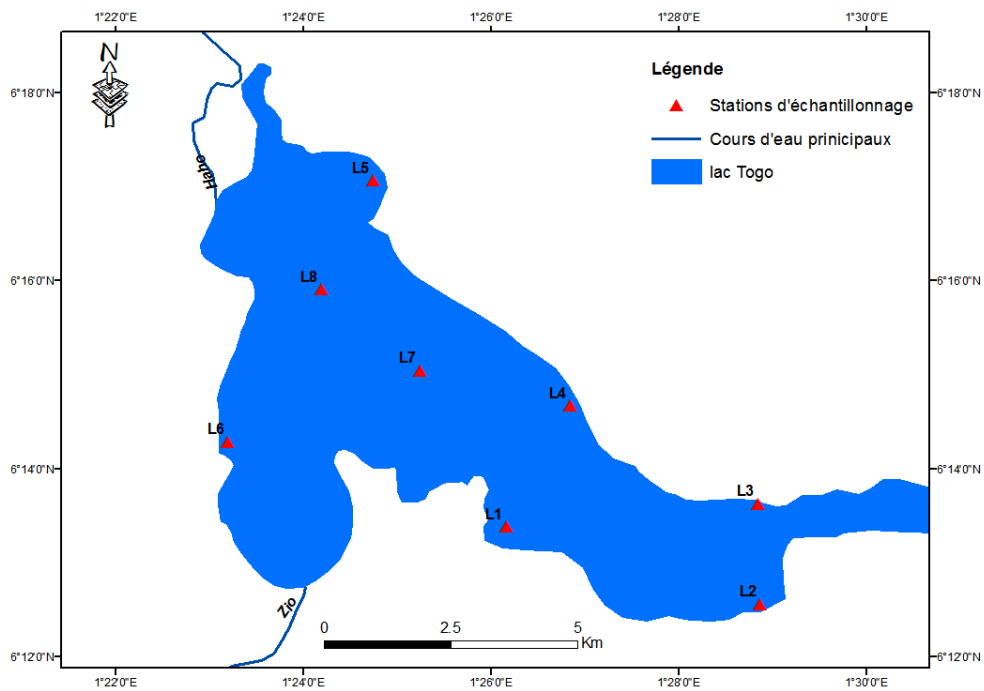 1°22'0"E 1°24'0"E 1°26'0"E 1°28'0"E 1°30'0"E
N
Légende
Stations d'échantillonnage
Cours d'eau prinicipaux
lac Togo
6°18'0"N 6°18'0"N
Haho
L5
6°16'0"N 6°16'0"N
L8
L7
L4
L6
6°14'0"N 6°14'0"N
L3
L1
L2
Zio
0 2.5 5
Km
6°12'0"N 6°12'0"N
1°22'0"E 1°24'0"E 1°26'0"E 1°28'0"E 1°30'0"E